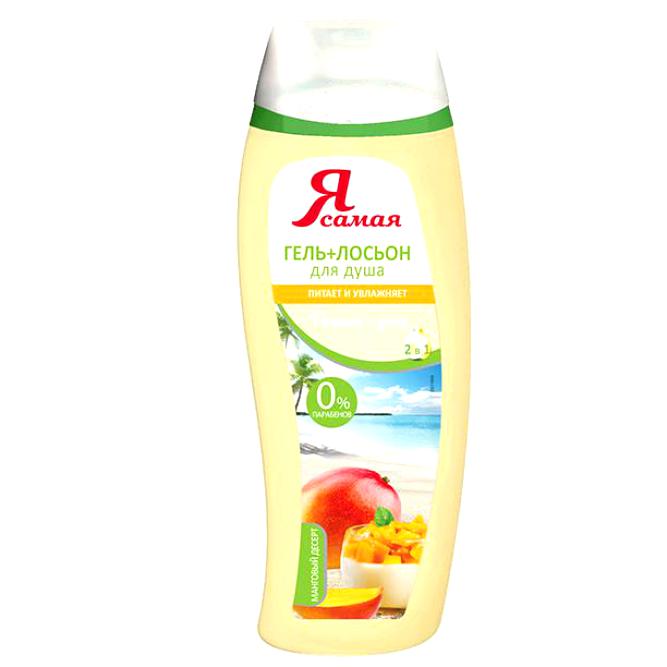 Я
самая
ГЕЛЬ+ЛОСЬОН
для душа
ПИТАЕТ И УВЛАЖНЯЕТ
2 в 1
0%
ПАРАБЕНОВ
МАНГОВЫЙ ДЕСЕРТ